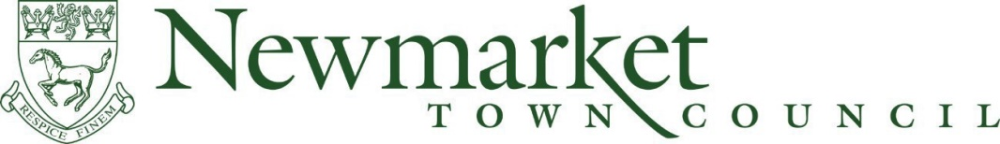 Newmarket
TOWN COUNCIL
RESPICE FINEM